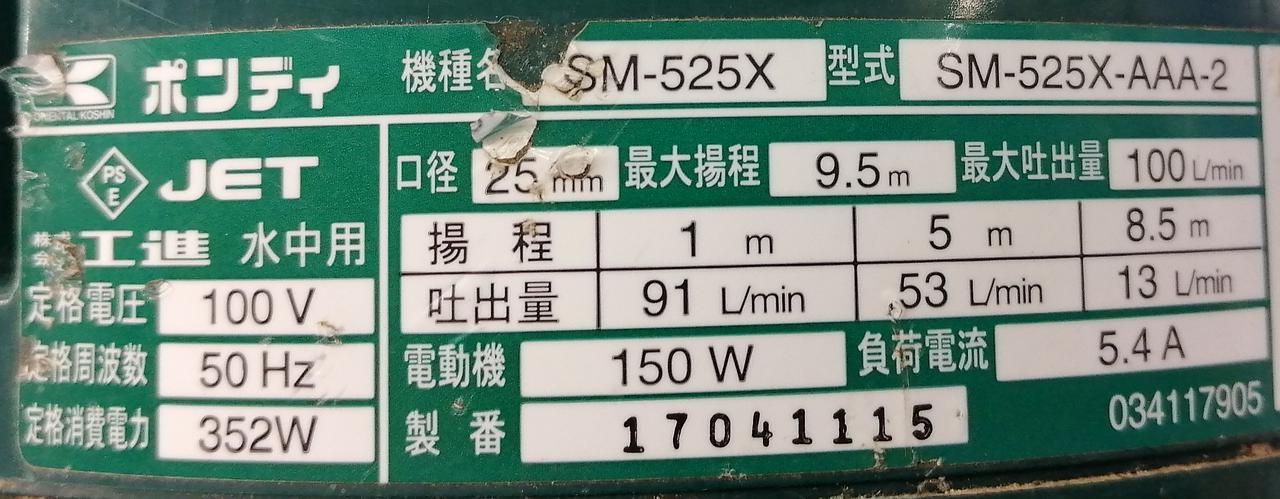 ORIENTAL KOSHIN
ポンディ
機種名 SM-525X 型式 SM-525X-AAA-2
PS
E
JET
株式
会社
工進 水中用
定格電圧 100 V
定格周波数 50 Hz
定格消費電力 352W
口径 25 mm 最大揚程 9.5 m 最大吐出量 100 L/min
揚 程 1 m 5 m 8.5 m
吐出量 91 L/min 53 L/min 13 L/min
電動機 150 W 負荷電流 5.4 A
製 番 17041115 034117905